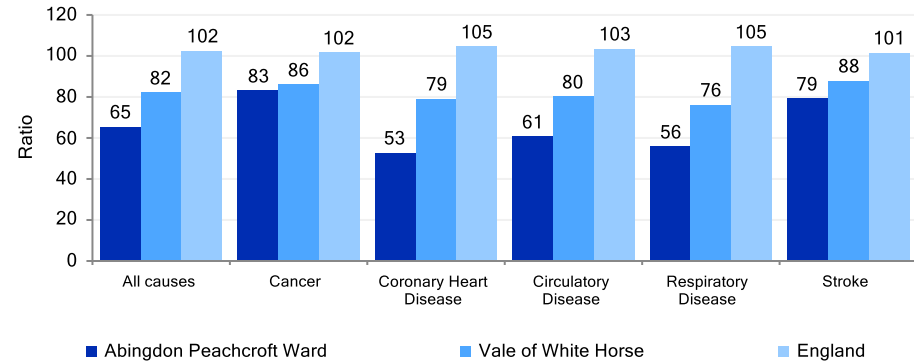 120
100
80
60
40
20
0
Ratio
65 82 102
83 86 102
53 79 105
61 80 103
56 76 105
79 88 101
All causes
Cancer
Coronary Heart
Disease
Circulatory
Disease
Respiratory
Disease
Stroke
Abingdon Peachcroft Ward
Vale of White Horse
England